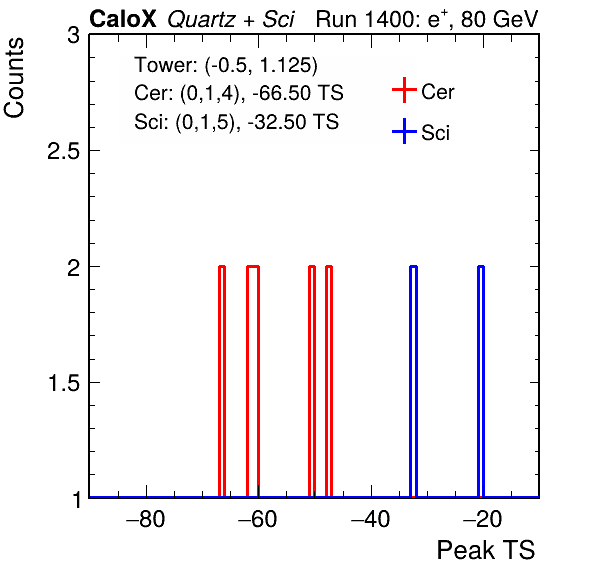 CaloX Quartz + Sci Run 1400: e⁺, 80 GeV
Counts
Tower: (-0.5, 1.125)
Cer: (0,1,4), -66.50 TS
Sci: (0,1,5), -32.50 TS
Cer
Sci
3
2.5
2
1.5
1
−80 −60 −40 −20
Peak TS